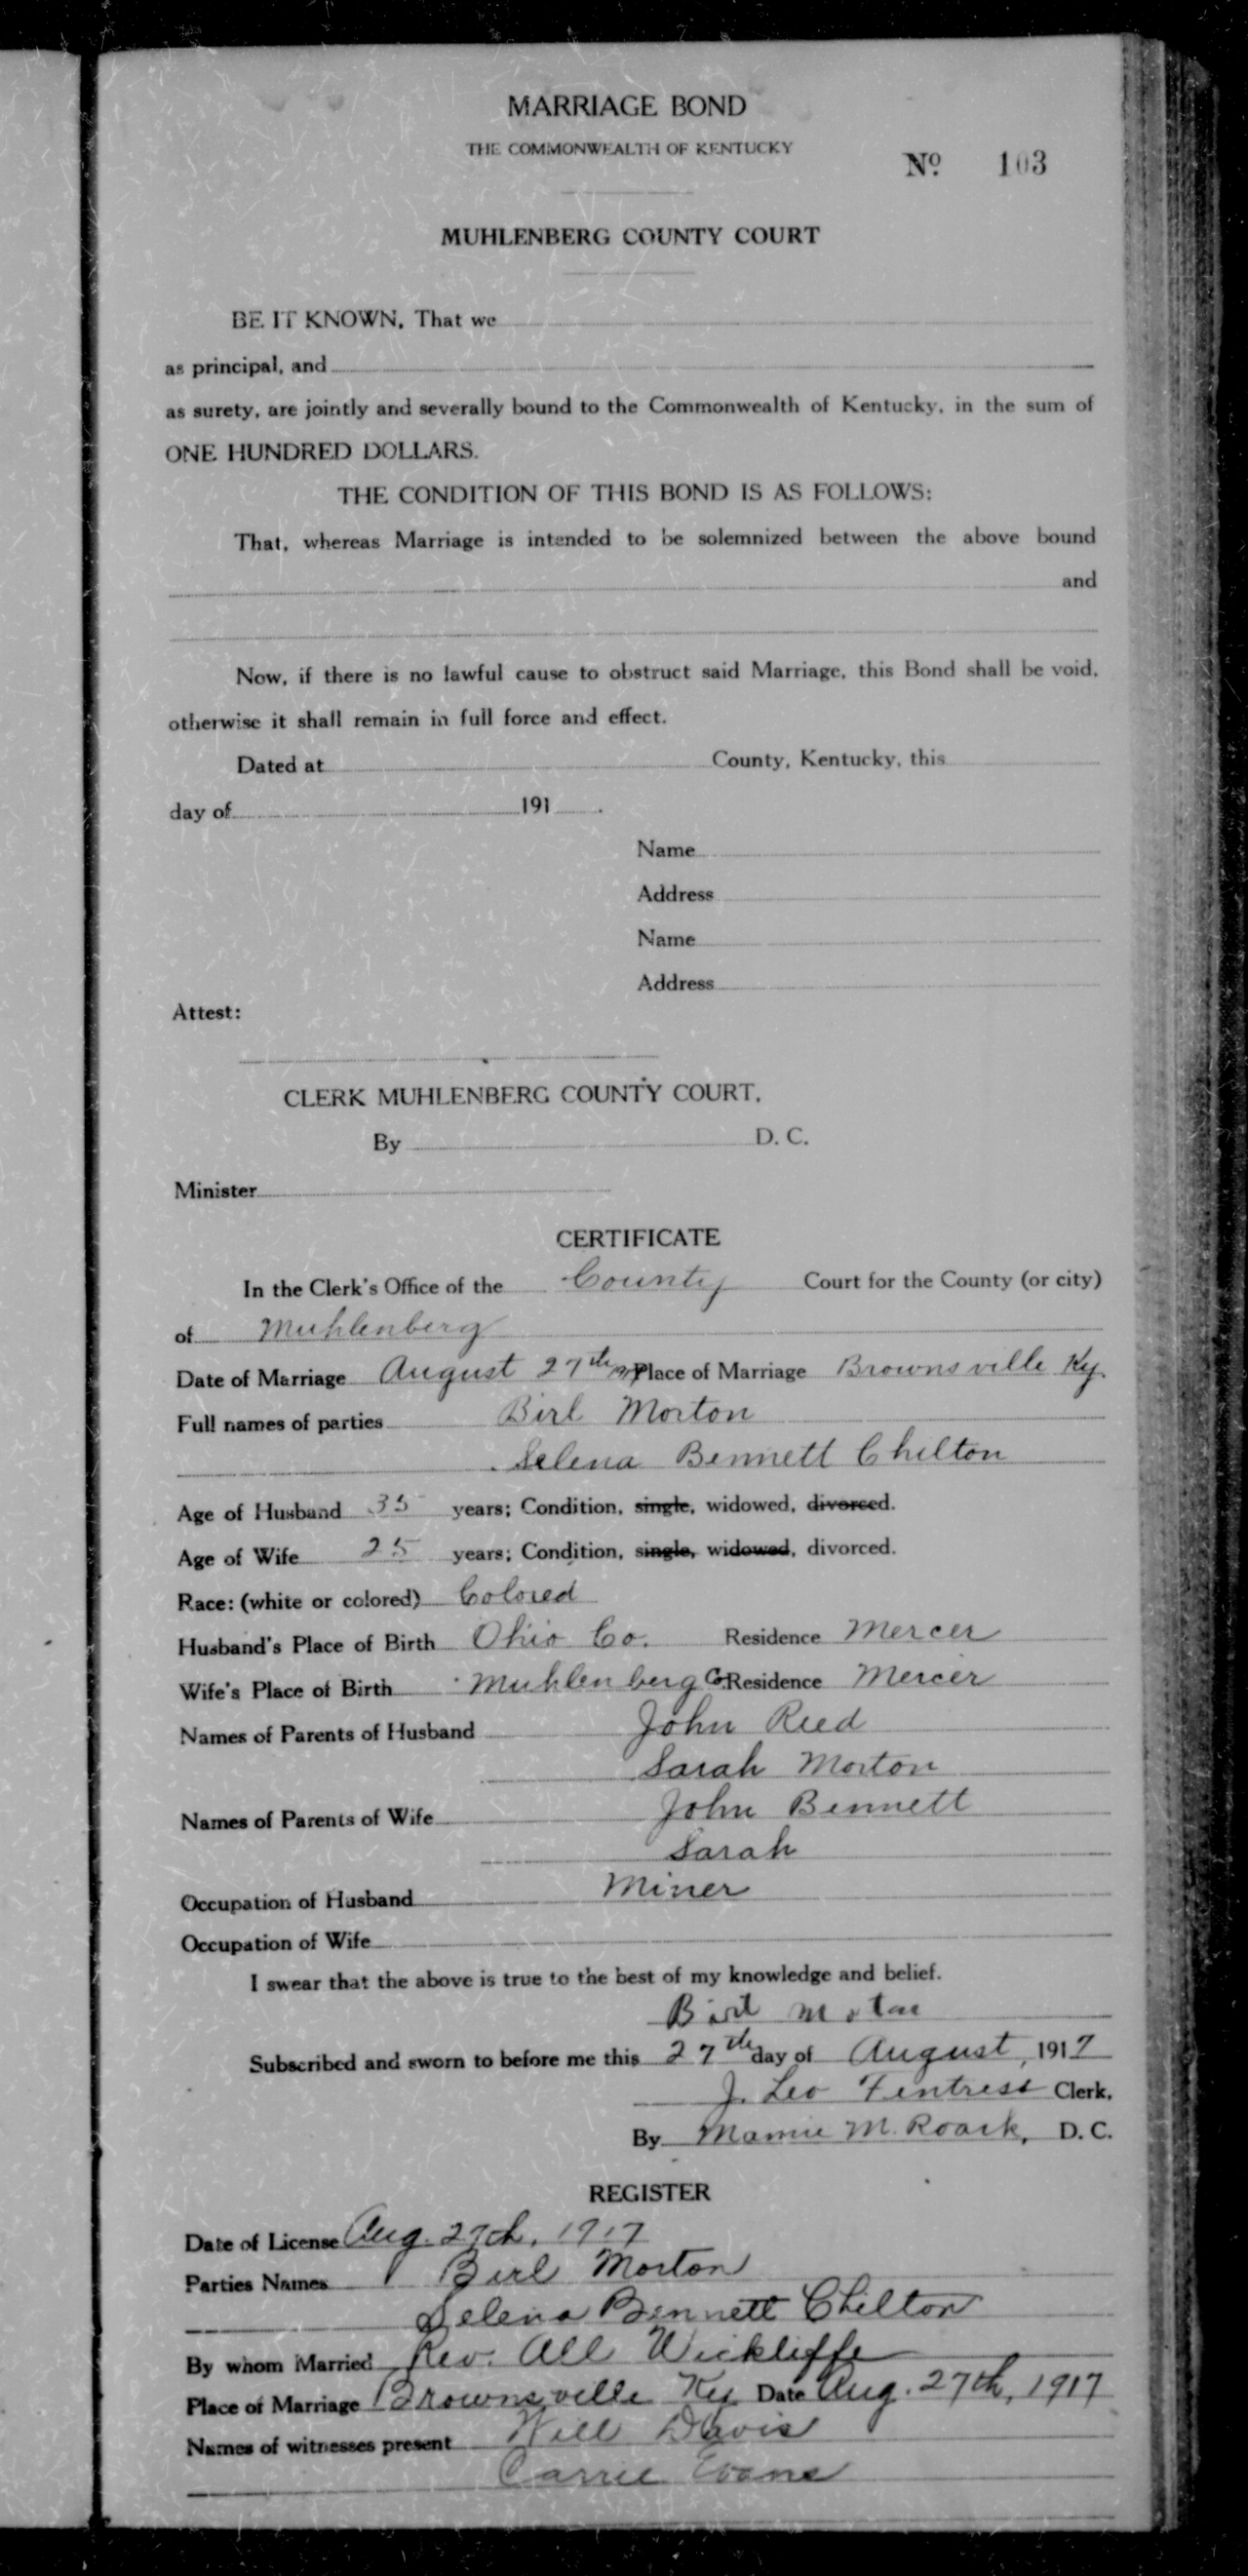 MARRIAGE BOND
THE COMMONWEALTH OF KENTUCKY
No 103
MUHLENBERG COUNTY COURT
BE IT KNOWN, That we
as principal, and
as surety, are jointly and severally bound to the Commonwealth of Kentucky, in the sum of
ONE HUNDRED DOLLARS.
THE CONDITION OF THIS BOND IS AS FOLLOWS:
That, whereas Marriage is intended to be solemnized between the above bound
and
Now, if there is no lawful cause to obstruct said Marriage, this Bond shall be void,
otherwise it shall remain in full force and effect.
Dated at County, Kentucky, this
day of 191 .
Name
Address
Name
Address
Attest:
CLERK MUHLENBERG COUNTY COURT.
By D. C.
Minister
CERTIFICATE
In the Clerk's Office of the County Court for the County (or city)
of Muhlenberg
Date of Marriage August 27th Place of Marriage Brownsville Ky.
Full names of parties Birl Morton
Selena Bennett Chilton
Age of Husband 35 years; Condition, single, widowed, divorced.
Age of Wife 25 years; Condition, single, widowed, divorced.
Race: (white or colored) Colored
Husband's Place of Birth Ohio Co. Residence Mercer
Wife's Place of Birth Muhlenberg Co. Residence Mercer
Names of Parents of Husband John Reed
Sarah Morton
Names of Parents of Wife John Bennett
Sarah
Occupation of Husband Miner
Occupation of Wife
I swear that the above is true to the best of my knowledge and belief.
Birl
Subscribed and sworn to before me this 27th day of August, 1917
J. Leo Fentress Clerk,
By Mamie M. Roark, D. C.
REGISTER
Date of License Aug. 27th, 1917
Parties Names Birl Morton
Selena Bennett Chilton
By whom Married Rev. All Wickliffe
Place of Marriage Brownsville Ky Date Aug. 27th, 1917
Names of witnesses present Will Davis
Carrie Evans